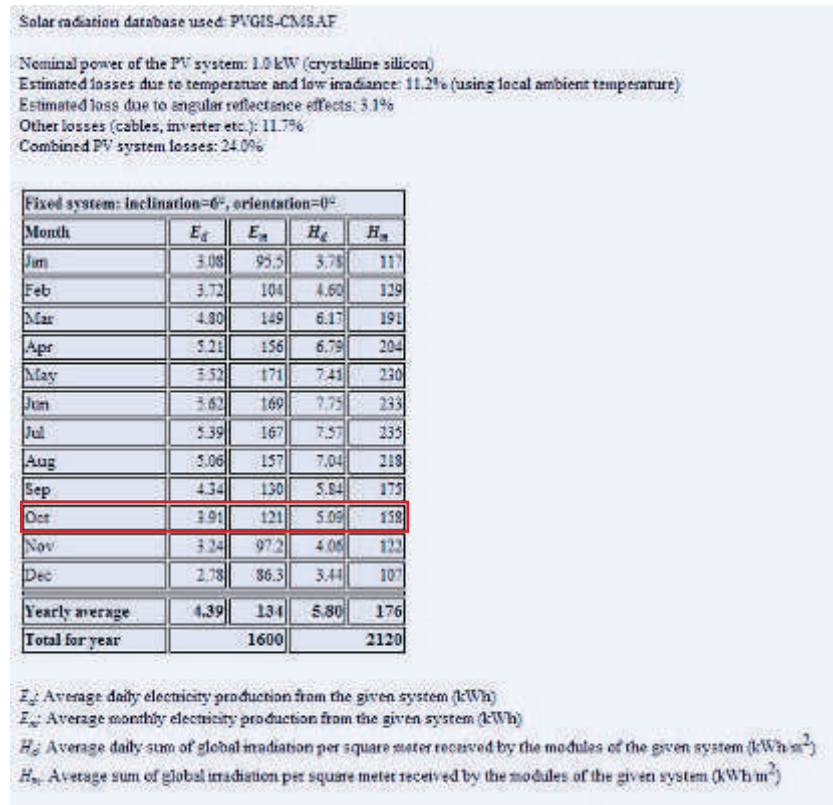 Solar radiation database used: PVGIS-CMSAF
Nominal power of the PV system: 1.0 kW (crystalline silicon)
Estimated losses due to temperature and low irradiance: 11.2% (using local ambient temperature)
Estimated loss due to angular reflectance effects: 3.1%
Other losses (cables, inverter etc.): 11.7%
Combined PV system losses: 24.0%
Fixed system: inclination=6°, orientation=0°
Month E_d E_m H_d H_m
Jan 3.08 95.5 3.78 117
Feb 3.72 104 4.60 129
Mar 4.80 149 6.17 191
Apr 5.21 156 6.79 204
May 5.52 171 7.41 230
Jun 5.62 169 7.75 233
Jul 5.39 167 7.57 235
Aug 5.06 157 7.04 218
Sep 4.34 130 5.84 175
Oct 3.91 121 5.09 158
Nov 3.24 97.2 4.06 122
Dec 2.78 86.3 3.44 107
Yearly average 4.39 134 5.80 176
Total for year 1600 2120
E_d: Average daily electricity production from the given system (kWh)
E_m: Average monthly electricity production from the given system (kWh)
H_d: Average daily sum of global irradiation per square meter received by the modules of the given system (kWh/m²)
H_m: Average sum of global irradiation per square meter received by the modules of the given system (kWh/m²)